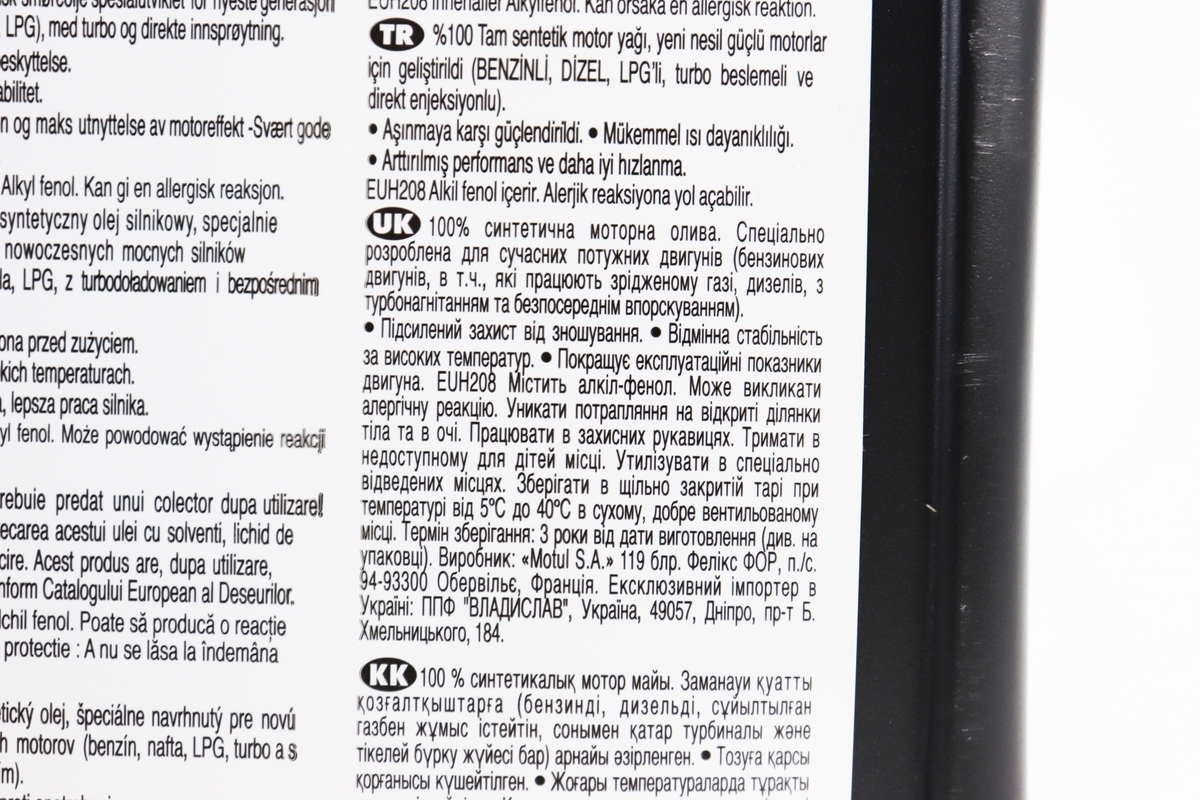 LPG), med turbo og direkte innsprøytning.
eskyttelse.
abilitet.
n og maks utnyttelse av motoreffekt -Svært gode
Alkyl fenol. Kan gi en allergisk reaksjon.
syntetyczny olej silnikowy, specjalnie
nowoczesnych mocnych silników
la, LPG, z turbodoładowaniem i bezpośrednim
ona przed zużyciem.
kich temperaturach.
, lepsza praca silnika.
yl fenol. Może powodować wystąpienie reakcji
rebuie predat unui colector dupa utilizare!
ecarea acestui ulei cu solventi, lichid de
cire. Acest produs are, dupa utilizare,
nform Catalogului European al Deseurilor.
lchil fenol. Poate să producă o reacție
protectie : A nu se lăsa la îndemâna
tický olej, špeciálne navrhnutý pre novú
h motorov (benzín, nafta, LPG, turbo a s
ím).
EUH208 Innehåller Alkylfenol. Kan orsaka en allergisk reaktion.
TR %100 Tam sentetik motor yağı, yeni nesil güçlü motorlar
için geliştirildi (BENZİNLİ, DİZEL, LPG'li, turbo beslemeli ve
direkt enjeksiyonlu).
• Aşınmaya karşı güçlendirildi. • Mükemmel ısı dayanıklılığı.
• Arttırılmış performans ve daha iyi hızlanma.
EUH208 Alkil fenol içerir. Alerjik reaksiyona yol açabilir.
UK 100% синтетична моторна олива. Спеціально
розроблена для сучасних потужних двигунів (бензинових
двигунів, в т.ч., які працюють зрідженому газі, дизелів, з
турбонагнітанням та безпосереднім впорскуванням).
• Підсилений захист від зношування. • Відмінна стабільність
за високих температур. • Покращує експлуатаційні показники
двигуна. EUH208 Містить алкіл-фенол. Може викликати
алергічну реакцію. Уникати потрапляння на відкриті ділянки
тіла та в очі. Працювати в захисних рукавицях. Тримати в
недоступному для дітей місці. Утилізувати в спеціально
відведених місцях. Зберігати в щільно закритій тарі при
температурі від 5°C до 40°C в сухому, добре вентильованому
місці. Термін зберігання: 3 роки від дати виготовлення (див. на
упаковці). Виробник: «Motul S.A.» 119 блр. Фелікс ФОР, п./с.
94-93300 Обервільє, Франція. Ексклюзивний імпортер в
Україні: ППФ "ВЛАДИСЛАВ", Україна, 49057, Дніпро, пр-т Б.
Хмельницького, 184.
KK 100 % синтетикалық мотор майы. Заманауи қуатты
қозғалтқыштарға (бензинді, дизельді, сұйылтылған
газбен жұмыс істейтін, сонымен қатар турбиналы және
тікелей бүрку жүйесі бар) арнайы әзірленген. • Тозуға қарсы
қорғанысы күшейтілген. • Жоғары температураларда тұрақты